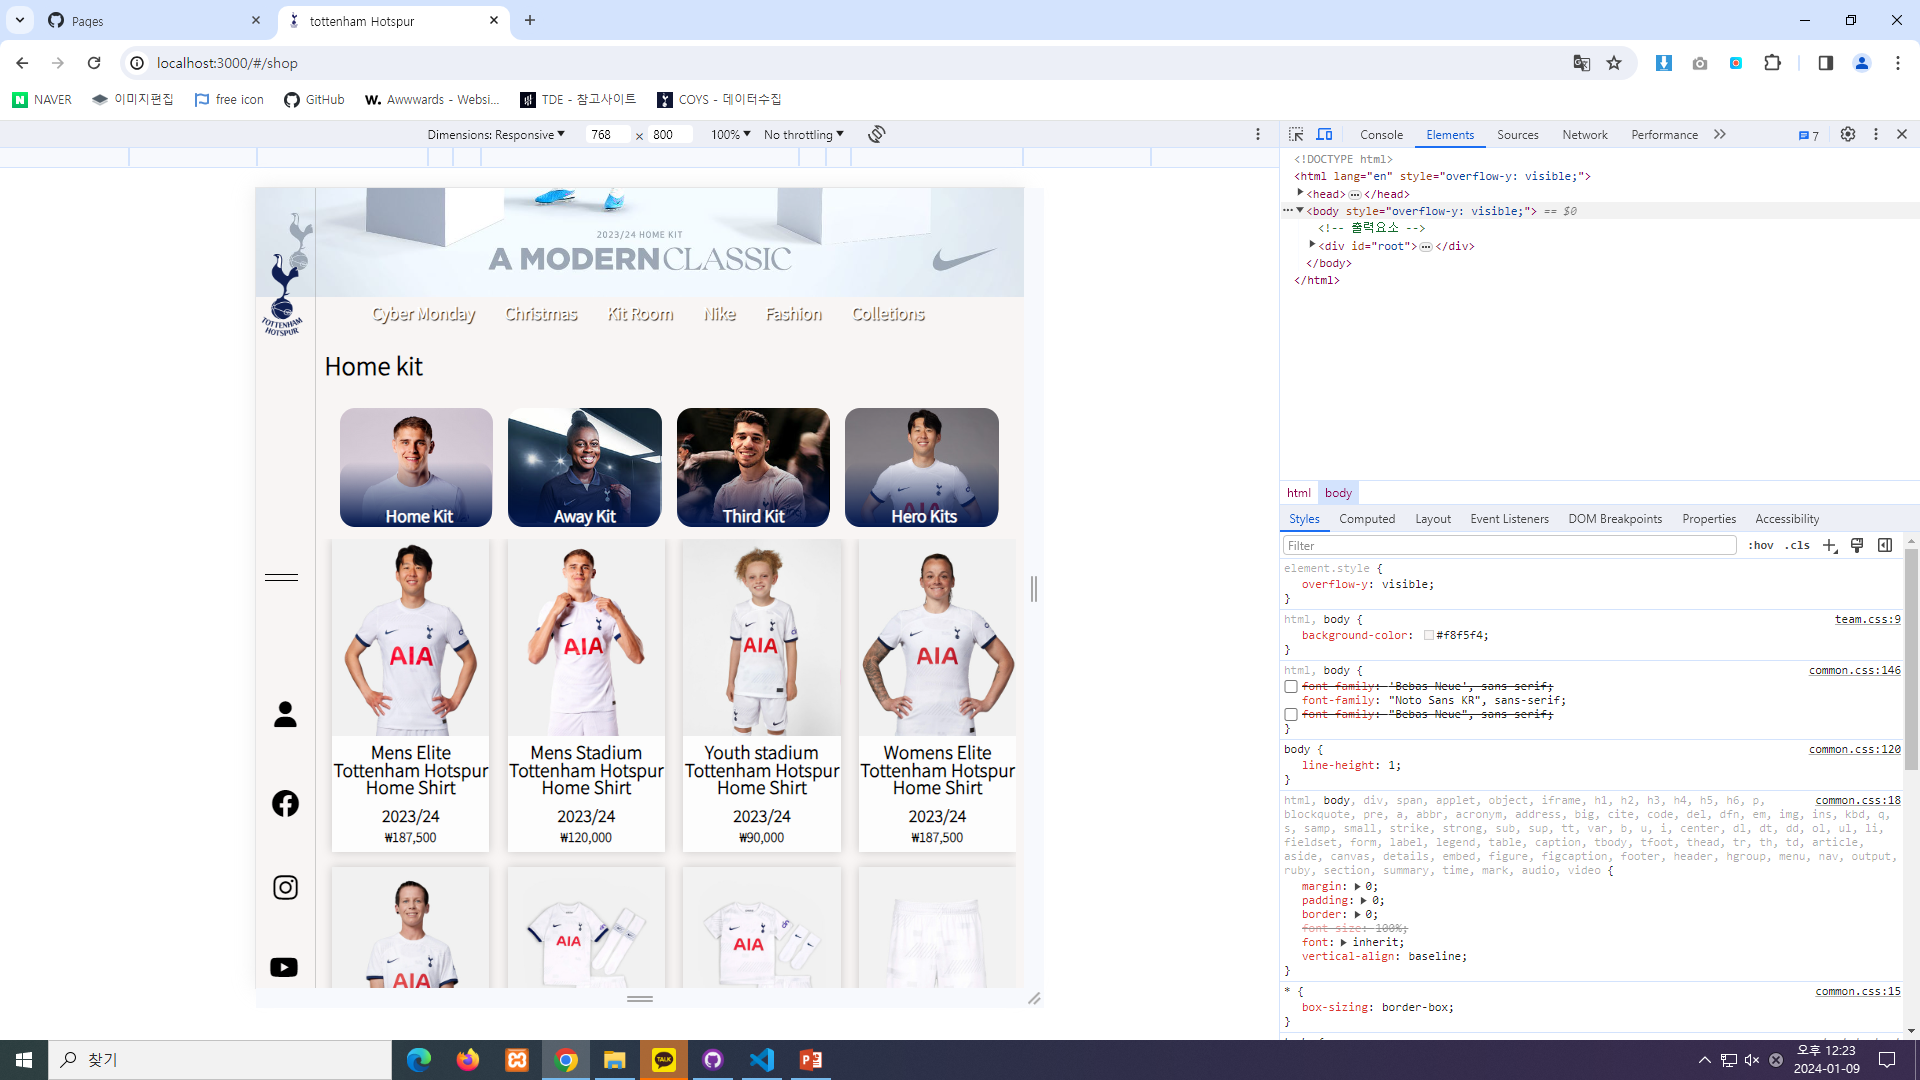 Pages
tottenham Hotspur
localhost:3000/#/shop
NAVER
이미지편집
free icon
GitHub
W. Awwwards - Websi...
TDE - 참고사이트
COYS - 데이터수집
Dimensions: Responsive
768 × 800
100%
No throttling
Console
Elements
Sources
Network
Performance
7
<!DOCTYPE html>
<html lang="en" style="overflow-y: visible;">
<head> … </head>
<body style="overflow-y: visible;"> == $0
<!-- 출력요소 -->
<div id="root"> … </div>
</body>
</html>
2023/24 HOME KIT
A MODERN CLASSIC
TOTTENHAM
HOTSPUR
Cyber Monday
Christmas
Kit Room
Nike
Fashion
Colletions
Home kit
Home Kit
Away Kit
Third Kit
Hero Kits
AIA
AIA
AIA
AIA
Mens Elite
Tottenham Hotspur
Home Shirt
2023/24
₩187,500
Mens Stadium
Tottenham Hotspur
Home Shirt
2023/24
₩120,000
Youth stadium
Tottenham Hotspur
Home Shirt
2023/24
₩90,000
Womens Elite
Tottenham Hotspur
Home Shirt
2023/24
₩187,500
AIA
AIA
AIA
html
body
Styles
Computed
Layout
Event Listeners
DOM Breakpoints
Properties
Accessibility
Filter
:hov
.cls
element.style {
overflow-y: visible;
}
html, body {
team.css:9
background-color: #f8f5f4;
}
html, body {
common.css:146
font-family: 'Bebas Neue', sans-serif;
font-family: "Noto Sans KR", sans-serif;
font-family: "Bebas Neue", sans-serif;
}
body {
common.css:120
line-height: 1;
}
html, body, div, span, applet, object, iframe, h1, h2, h3, h4, h5, h6, p,
common.css:18
blockquote, pre, a, abbr, acronym, address, big, cite, code, del, dfn, em, img, ins, kbd, q,
s, samp, small, strike, strong, sub, sup, tt, var, b, u, i, center, dl, dt, dd, ol, ul, li,
fieldset, form, label, legend, table, caption, tbody, tfoot, thead, tr, th, td, article,
aside, canvas, details, embed, figure, figcaption, footer, header, hgroup, menu, nav, output,
ruby, section, summary, time, mark, audio, video {
margin: 0;
padding: 0;
border: 0;
font-size: 100%;
font: inherit;
vertical-align: baseline;
}
* {
common.css:15
box-sizing: border-box;
}
찾기
TALK
오후 12:23
2024-01-09